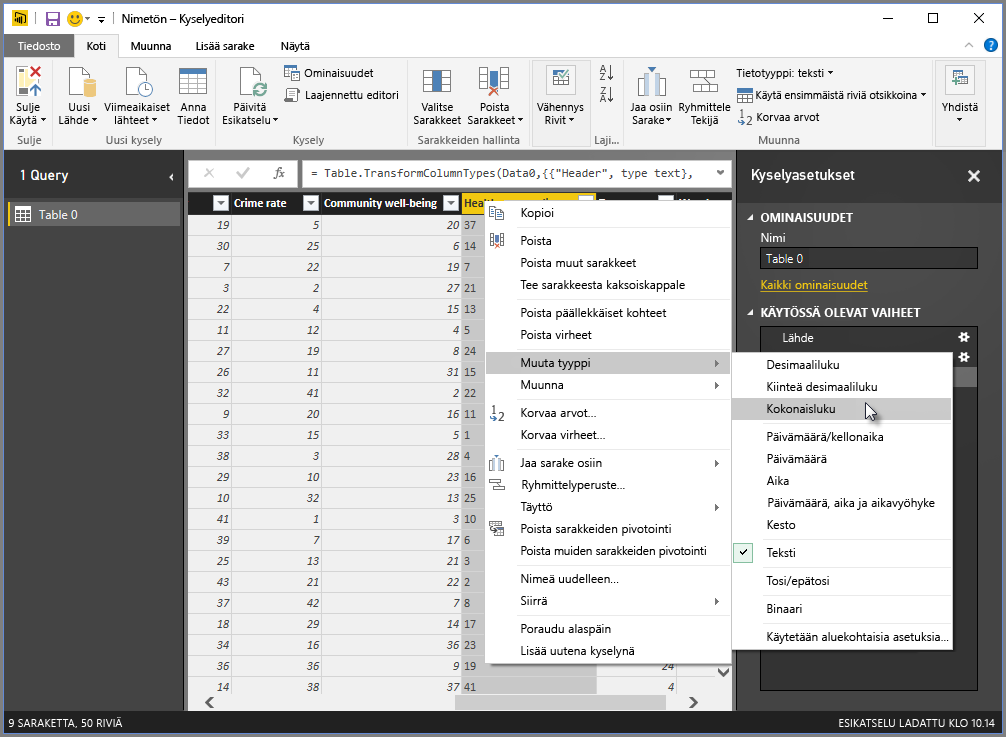 Nimetön – Kyselyeditori
Tiedosto Koti Muunna Lisää sarake Näytä
Sulje Käytä
Uusi Lähde
Viimeaikaiset lähteet
Anna Tiedot
Päivitä Esikatselu
Ominaisuudet
Laajennettu editori
Valitse Sarakkeet
Poista Sarakkeet
Vähennys Rivit
Jaa osiin Sarake
Ryhmittele Tekijä
Tietotyyppi: teksti
Käytä ensimmäistä riviä otsikkoina
Korvaa arvot
Yhdistä
Sulje Uusi kysely Kysely Sarakkeiden hallinta Laji... Muunna
1 Query
Table 0
fx = Table.TransformColumnTypes(Data0,{{"Header", type text},
Crime rate Community well-being
19 5 20 37
30 25 6 14
7 22 19 7
3 2 27 21
22 4 15 13
11 12 4 5
27 19 8 24
26 11 31 15
32 41 2 22
9 20 16 11
33 15 5 1
38 3 28 4
29 10 23 16
10 32 13 25
41 1 3 10
39 7 17 6
25 13 21 3
43 21 22 2
37 42 7 8
18 29 14 17
34 16 36 23
36 36 9 19 24
14 38 37 41 4
Kopioi
Poista
Poista muut sarakkeet
Tee sarakkeesta kaksoiskappale
Poista päällekkäiset kohteet
Poista virheet
Muuta tyyppi
Muunna
Korvaa arvot...
Korvaa virheet...
Jaa sarake osiin
Ryhmittelyperuste...
Täyttö
Poista sarakkeiden pivotointi
Poista muiden sarakkeiden pivotointi
Nimeä uudelleen...
Siirrä
Poraudu alaspäin
Lisää uutena kyselynä
Desimaaliluku
Kiinteä desimaaliluku
Kokonaisluku
Päivämäärä/kellonaika
Päivämäärä
Aika
Päivämäärä, aika ja aikavyöhyke
Kesto
Teksti
Tosi/epätosi
Binaari
Käytetään aluekohtaisia asetuksia...
Kyselyasetukset
OMINAISUUDET
Nimi
Table 0
Kaikki ominaisuudet
KÄYTÖSSÄ OLEVAT VAIHEET
Lähde
9 SARAKETTA, 50 RIVIÄ
ESIKATSELU LADATTU KLO 10.14